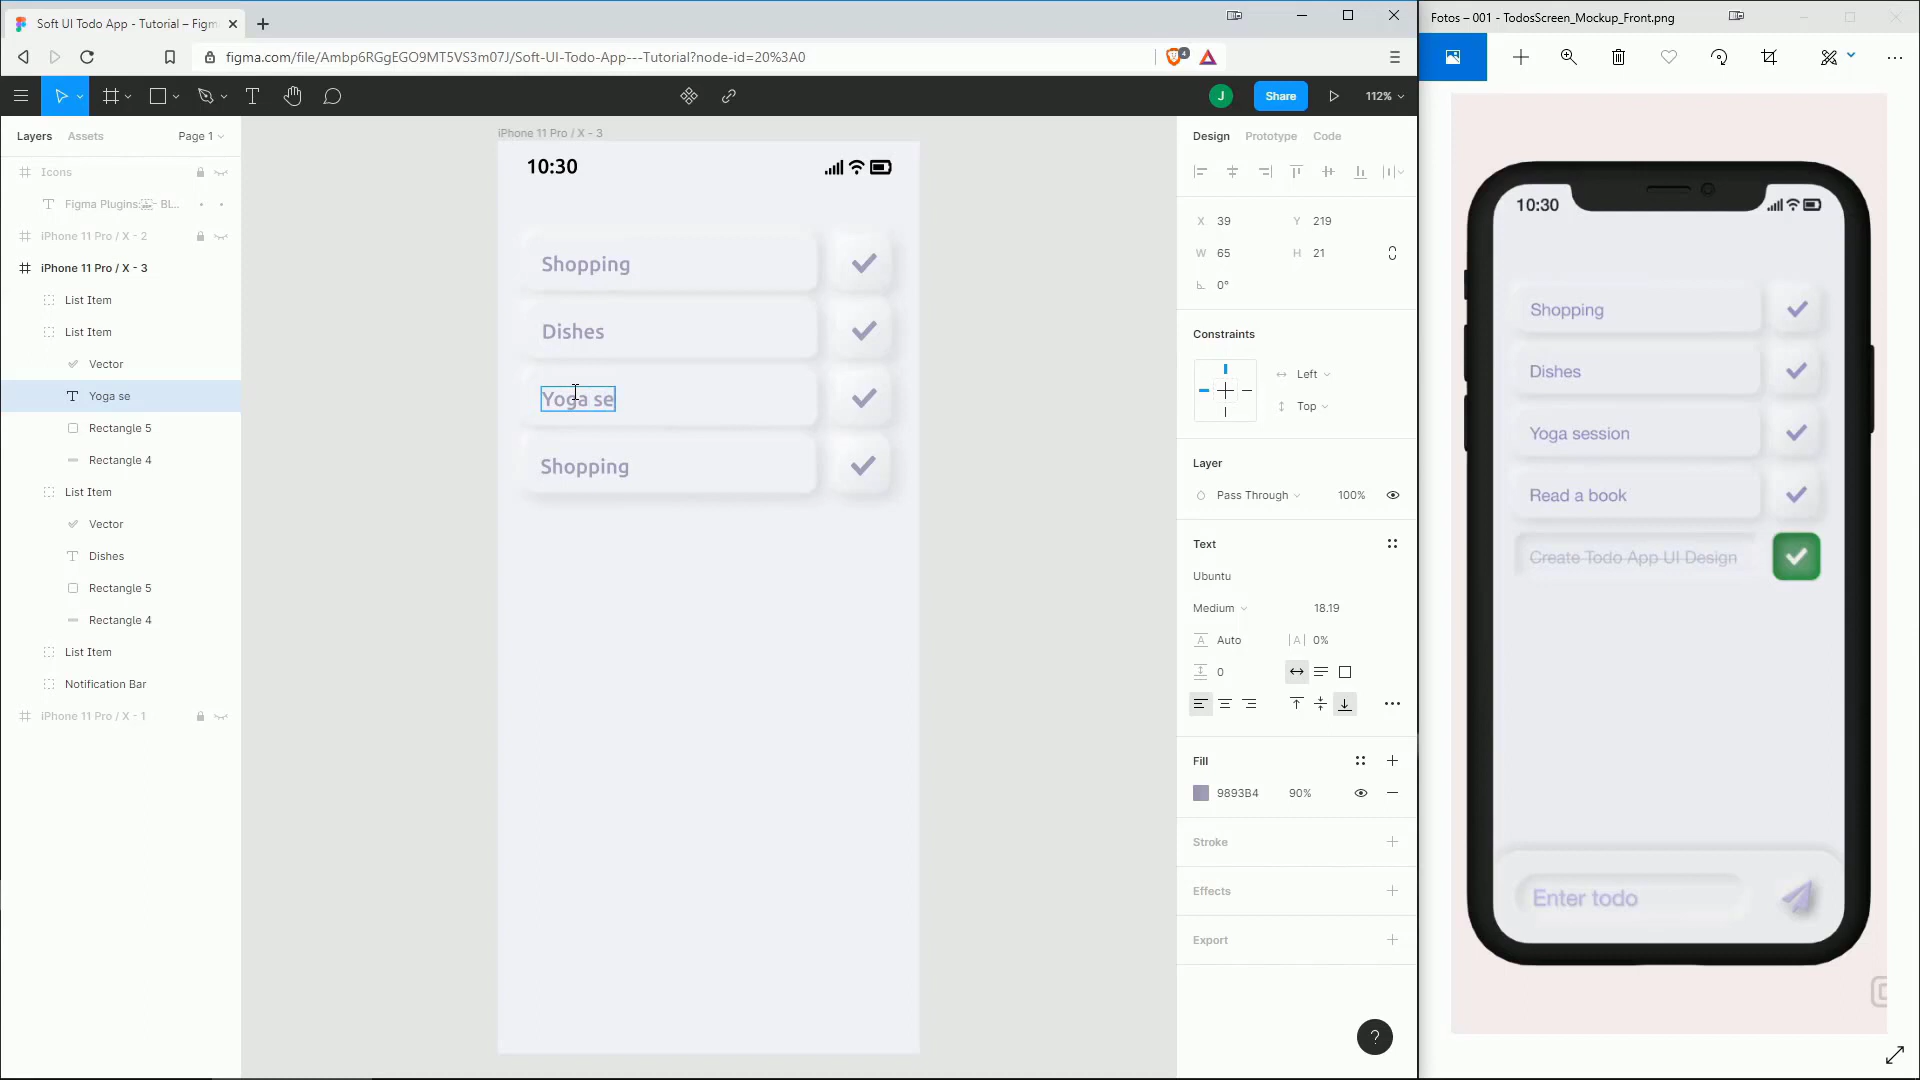 Soft UI Todo App - Tutorial – Figm
Fotos – 001 - TodosScreen_Mockup_Front.png
figma.com/file/Ambp6RGgEGO9MT5VS3m07J/Soft-UI-Todo-App---Tutorial?node-id=20%3A0
4
J
Share
112%
Layers
Assets
Page 1
Icons
Figma Plugins:
- BL...
iPhone 11 Pro / X - 2
iPhone 11 Pro / X - 3
List Item
List Item
Vector
Yoga se
Rectangle 5
Rectangle 4
List Item
Vector
Dishes
Rectangle 5
Rectangle 4
List Item
Notification Bar
iPhone 11 Pro / X - 1
iPhone 11 Pro / X - 3
10:30
Shopping
Dishes
Yoga se
Shopping
Design
Prototype
Code
X 39
Y 219
W 65
H 21
0°
Constraints
Left
Top
Layer
Pass Through
100%
Text
Ubuntu
Medium
18.19
A Auto
|A| 0%
0
Fill
9893B4
90%
Stroke
Effects
Export
?
10:30
Shopping
Dishes
Yoga session
Read a book
Create Todo App UI Design
Enter todo